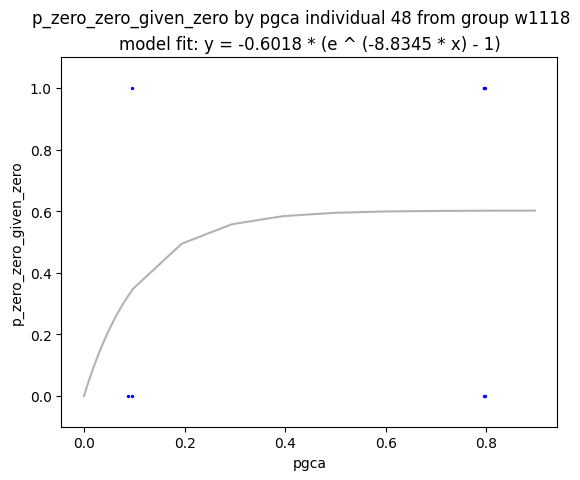 p_zero_zero_given_zero by pgca individual 48 from group w1118
model fit: y = -0.6018 * (e ^ (-8.8345 * x) - 1)
1.0
0.8
0.6
0.4
0.2
0.0
p_zero_zero_given_zero
0.0 0.2 0.4 0.6 0.8
pgca